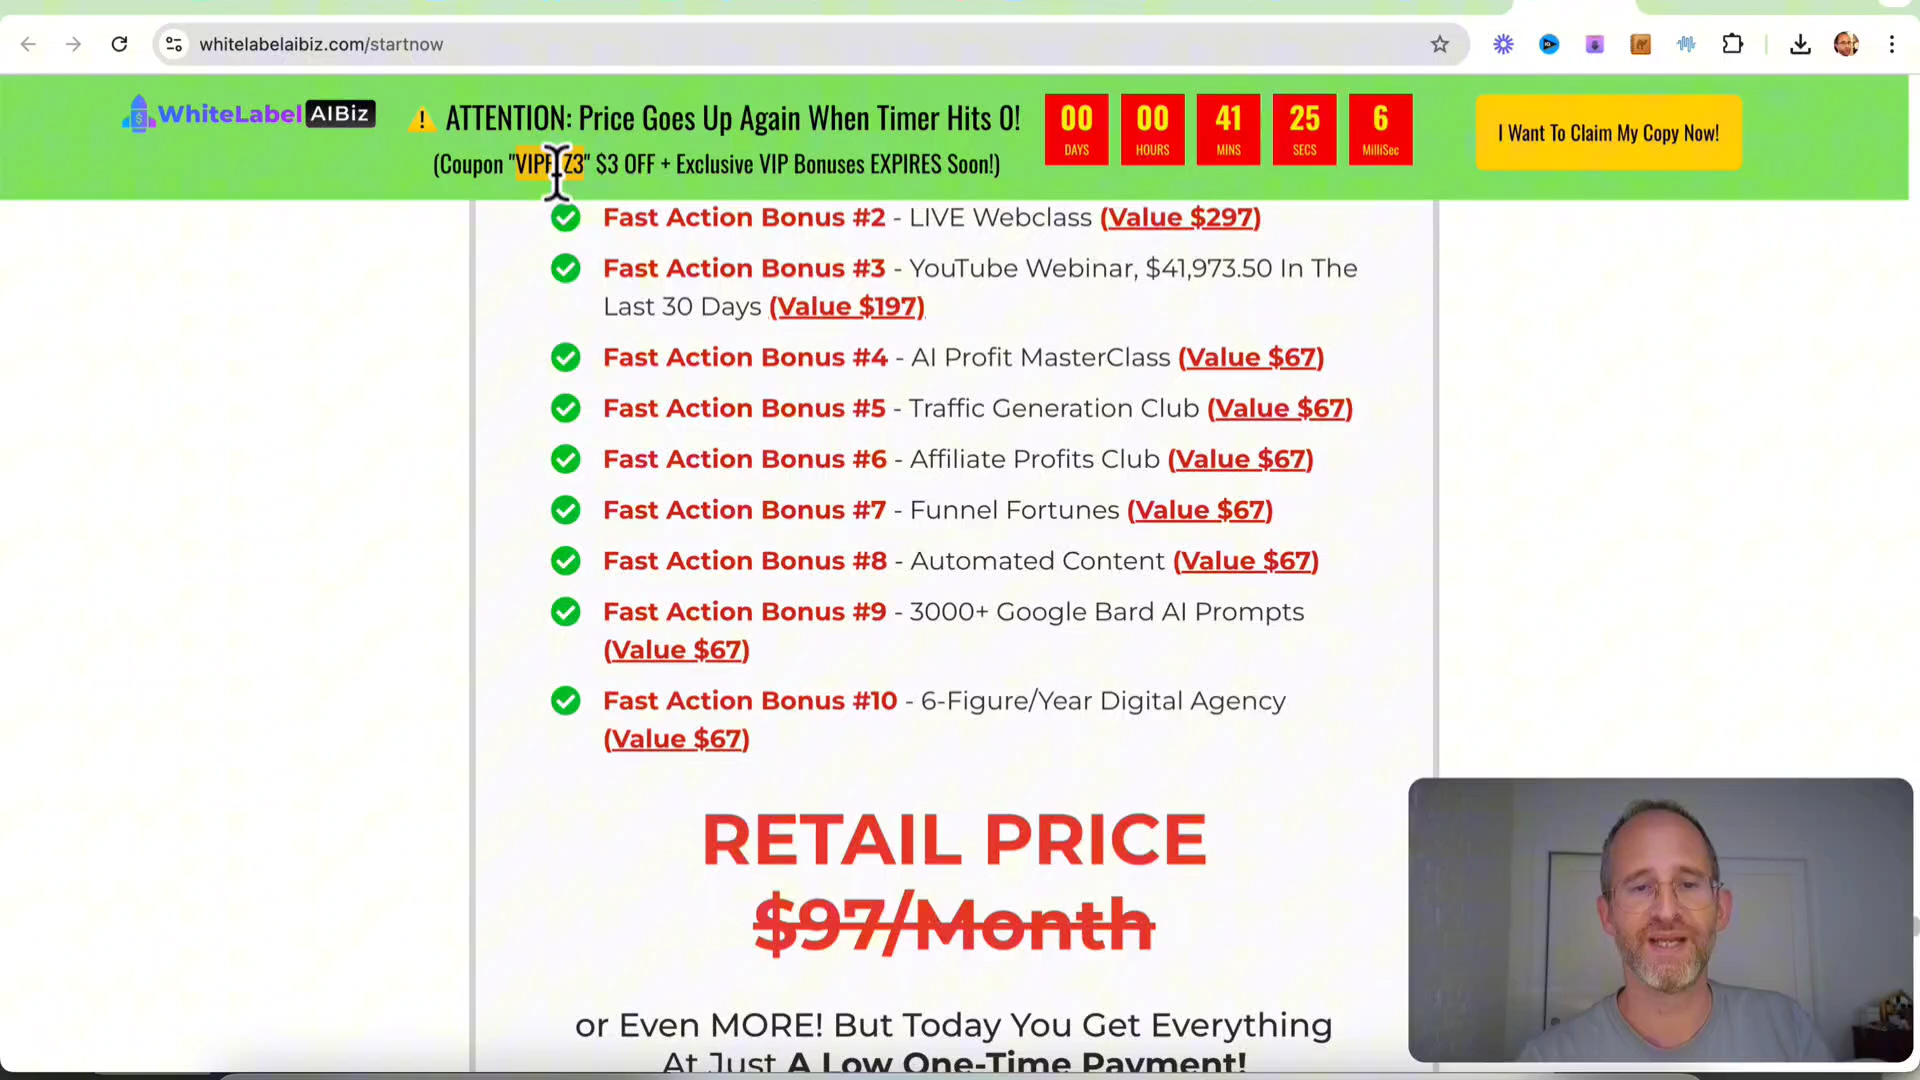 whitelabelaibiz.com/startnow
WhiteLabel AIBiz
ATTENTION: Price Goes Up Again When Timer Hits 0!
(Coupon " $3 OFF + Exclusive VIP Bonuses EXPIRES Soon!)
00 00 41 25 6
DAYS HOURS MINS SECS MilliSec
I Want To Claim My Copy Now!
Fast Action Bonus #2 - LIVE Webclass (Value $297)
Fast Action Bonus #3 - YouTube Webinar, $41,973.50 In The
Last 30 Days (Value $197)
Fast Action Bonus #4 - AI Profit MasterClass (Value $67)
Fast Action Bonus #5 - Traffic Generation Club (Value $67)
Fast Action Bonus #6 - Affiliate Profits Club (Value $67)
Fast Action Bonus #7 - Funnel Fortunes (Value $67)
Fast Action Bonus #8 - Automated Content (Value $67)
Fast Action Bonus #9 - 3000+ Google Bard AI Prompts
(Value $67)
Fast Action Bonus #10 - 6-Figure/Year Digital Agency
(Value $67)
RETAIL PRICE
$97/Month
or Even MORE! But Today You Get Everything
At Just A Low One-Time Payment!